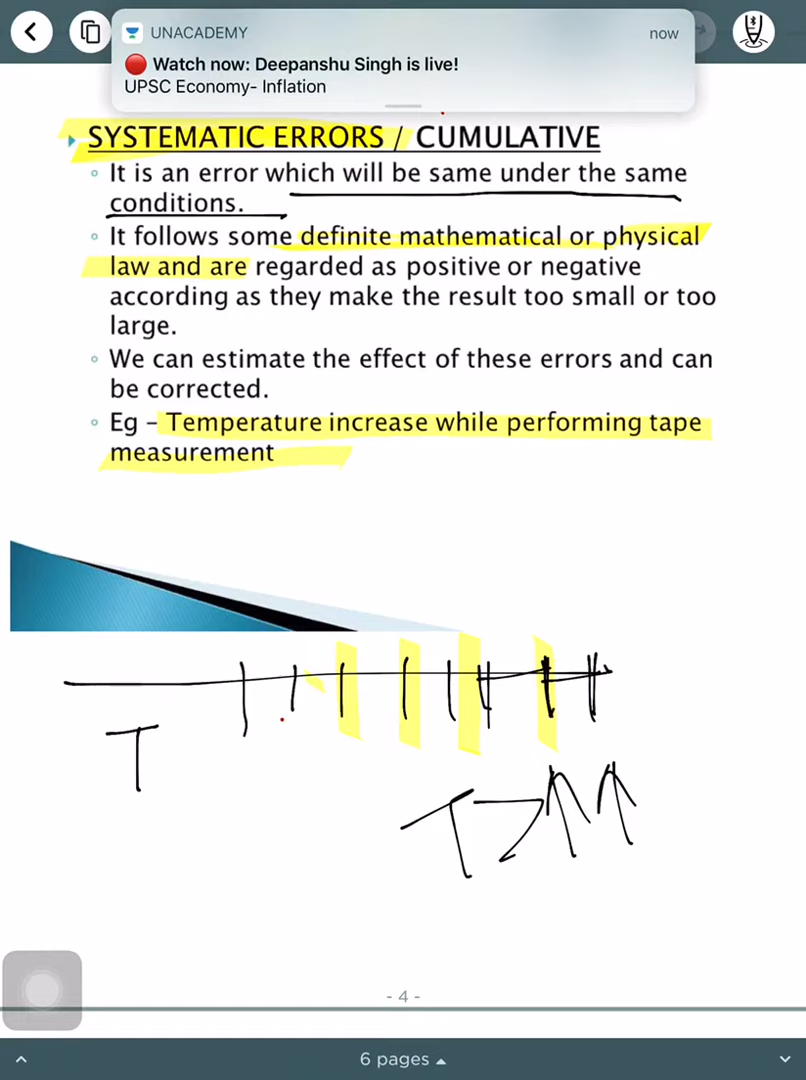 UNACADEMY now
Watch now: Deepanshu Singh is live!
UPSC Economy- Inflation
SYSTEMATIC ERRORS / CUMULATIVE
It is an error which will be same under the same
conditions.
It follows some definite mathematical or physical
law and are regarded as positive or negative
according as they make the result too small or too
large.
We can estimate the effect of these errors and can
be corrected.
Eg – Temperature increase while performing tape
measurement
T
T
- 4 -
6 pages